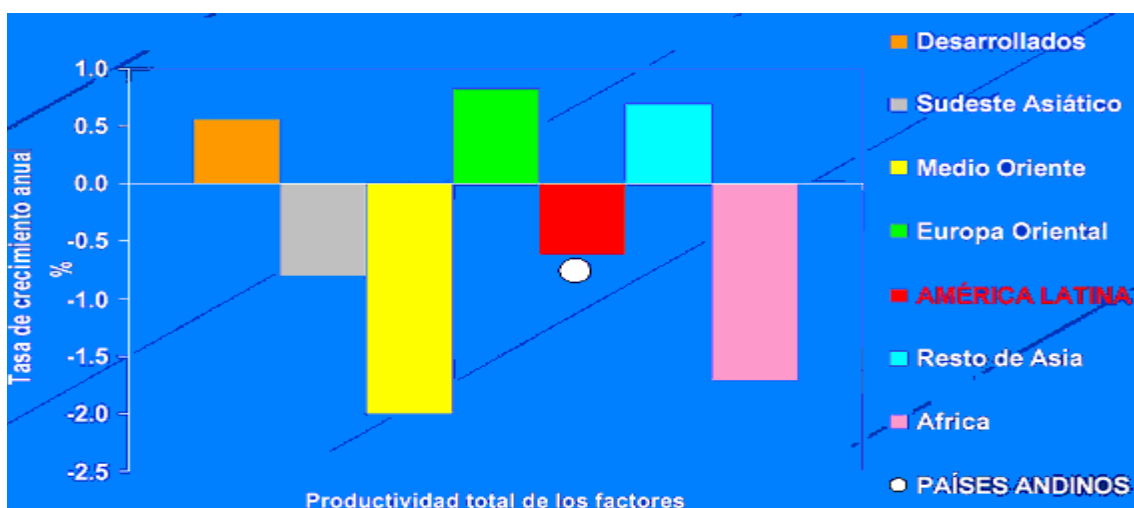 Desarrollados
Sudeste Asiático
Medio Oriente
Europa Oriental
AMÉRICA LATINA
Resto de Asia
Africa
PAÍSES ANDINOS
Tasa de crecimiento anua
%
1.0
0.5
0.0
-0.5
-1.0
-1.5
-2.0
-2.5
Productividad total de los factores